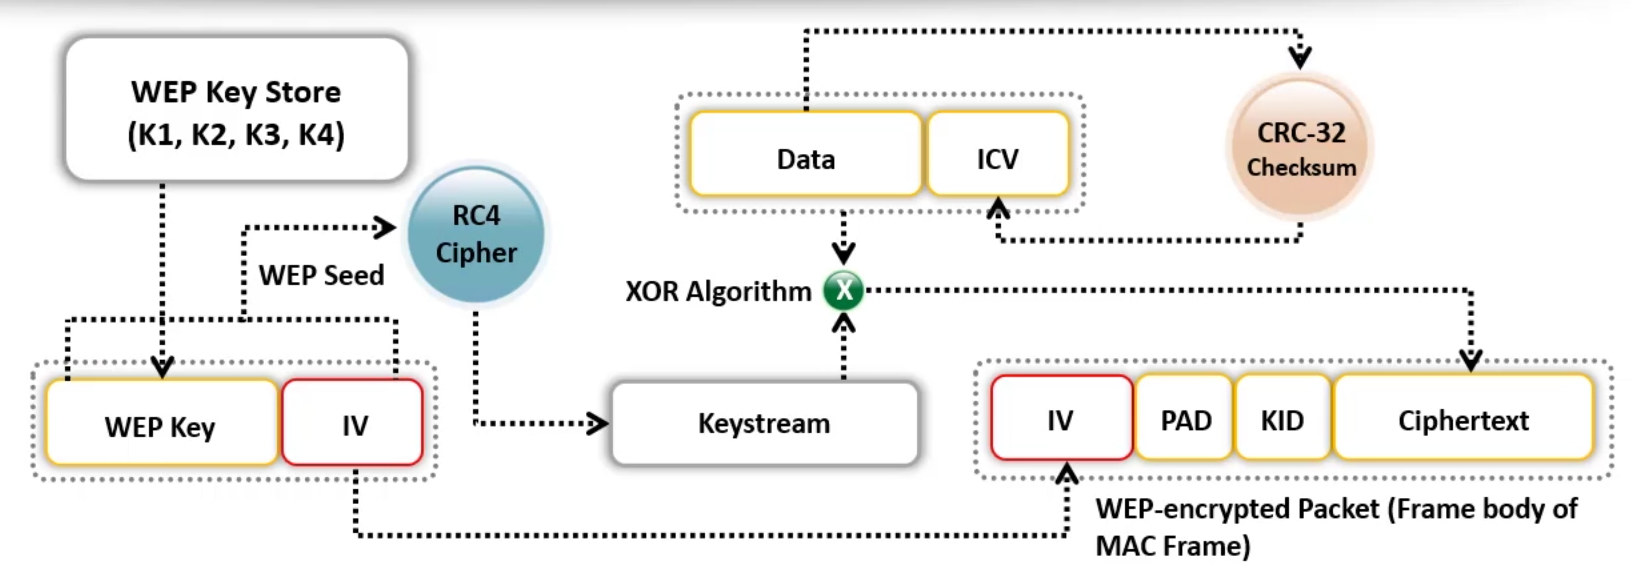 WEP Key Store
(K1, K2, K3, K4)
RC4
Cipher
WEP Seed
WEP Key
IV
Data
ICV
CRC-32
Checksum
XOR Algorithm
X
Keystream
IV
PAD
KID
Ciphertext
WEP-encrypted Packet (Frame body of
MAC Frame)